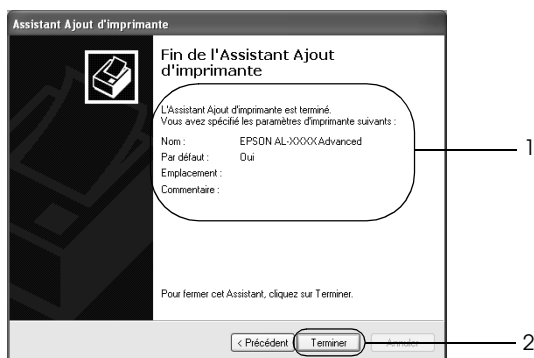 Assistant Ajout d'imprimante
Fin de l'Assistant Ajout
d'imprimante
L'Assistant Ajout d'imprimante est terminé.
Vous avez spécifié les paramètres d'imprimante suivants :
Nom : EPSON AL-XXXX Advanced
Par défaut : Oui
Emplacement :
Commentaire :
1
Pour fermer cet Assistant, cliquez sur Terminer.
< Précédent Terminer Annuler
2